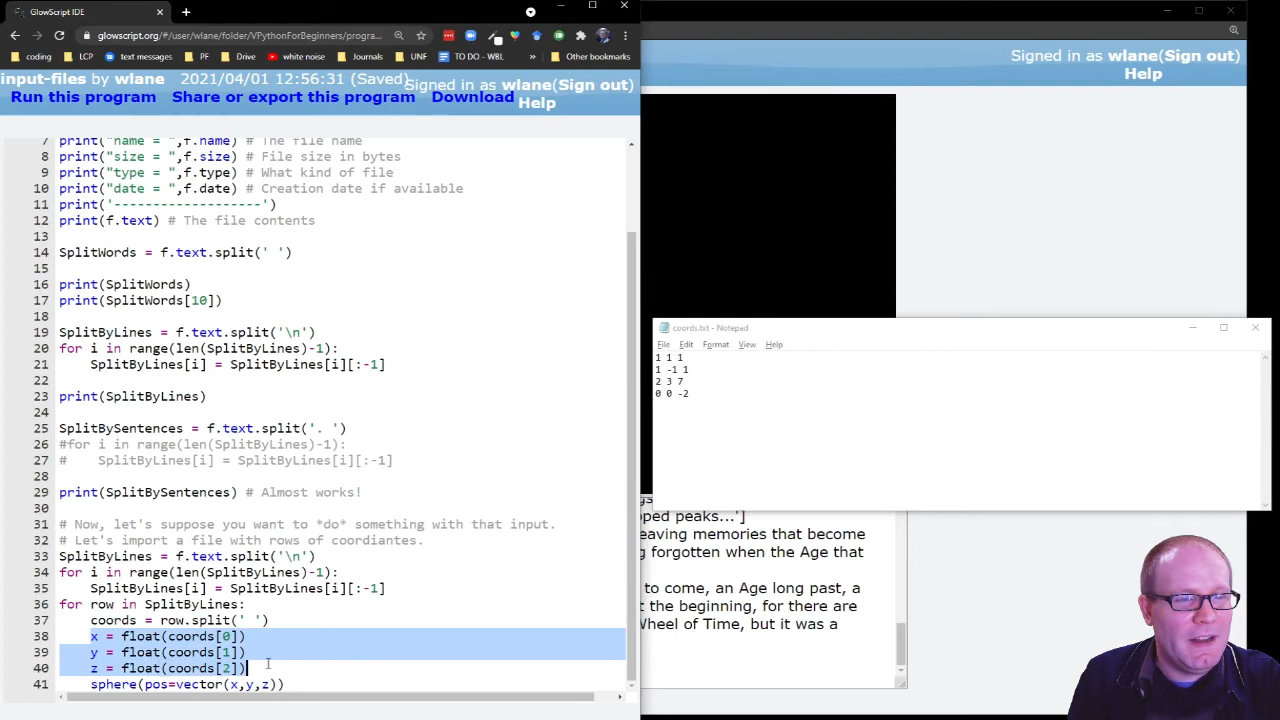 GlowScript IDE
glowscript.org/#/user/wlane/folder/VPythonForBeginners/progra...
coding LCP text messages PF Drive white noise Journals UNF TO DO - WBL » Other bookmarks
input-files by wlane 2021/04/01 12:56:31 (Saved)
Signed in as wlane(Sign out)
Run this program Share or export this program Download
Help
7 print("name = ",f.name) # The file name
8 print("size = ",f.size) # File size in bytes
9 print("type = ",f.type) # What kind of file
10 print("date = ",f.date) # Creation date if available
11 print('-------------------')
12 print(f.text) # The file contents
13
14 SplitWords = f.text.split(' ')
15
16 print(SplitWords)
17 print(SplitWords[10])
18
19 SplitByLines = f.text.split('\n')
20 for i in range(len(SplitByLines)-1):
21     SplitByLines[i] = SplitByLines[i][:-1]
22
23 print(SplitByLines)
24
25 SplitBySentences = f.text.split('. ')
26 #for i in range(len(SplitByLines)-1):
27 #    SplitByLines[i] = SplitByLines[i][:-1]
28
29 print(SplitBySentences) # Almost works!
30
31 # Now, let's suppose you want to *do* something with that input.
32 # Let's import a file with rows of coordiantes.
33 SplitByLines = f.text.split('\n')
34 for i in range(len(SplitByLines)-1):
35     SplitByLines[i] = SplitByLines[i][:-1]
36 for row in SplitByLines:
37     coords = row.split(' ')
38     x = float(coords[0])
39     y = float(coords[1])
40     z = float(coords[2])
41     sphere(pos=vector(x,y,z))
Signed in as wlane(Sign out)
Help
coords.txt - Notepad
File Edit Format View Help
1 1 1
1 -1 1
2 3 7
0 0 -2
pped peaks...']
eaving memories that become
g forgotten when the Age that
to come, an Age long past, a
t the beginning, for there are
Wheel of Time, but it was a